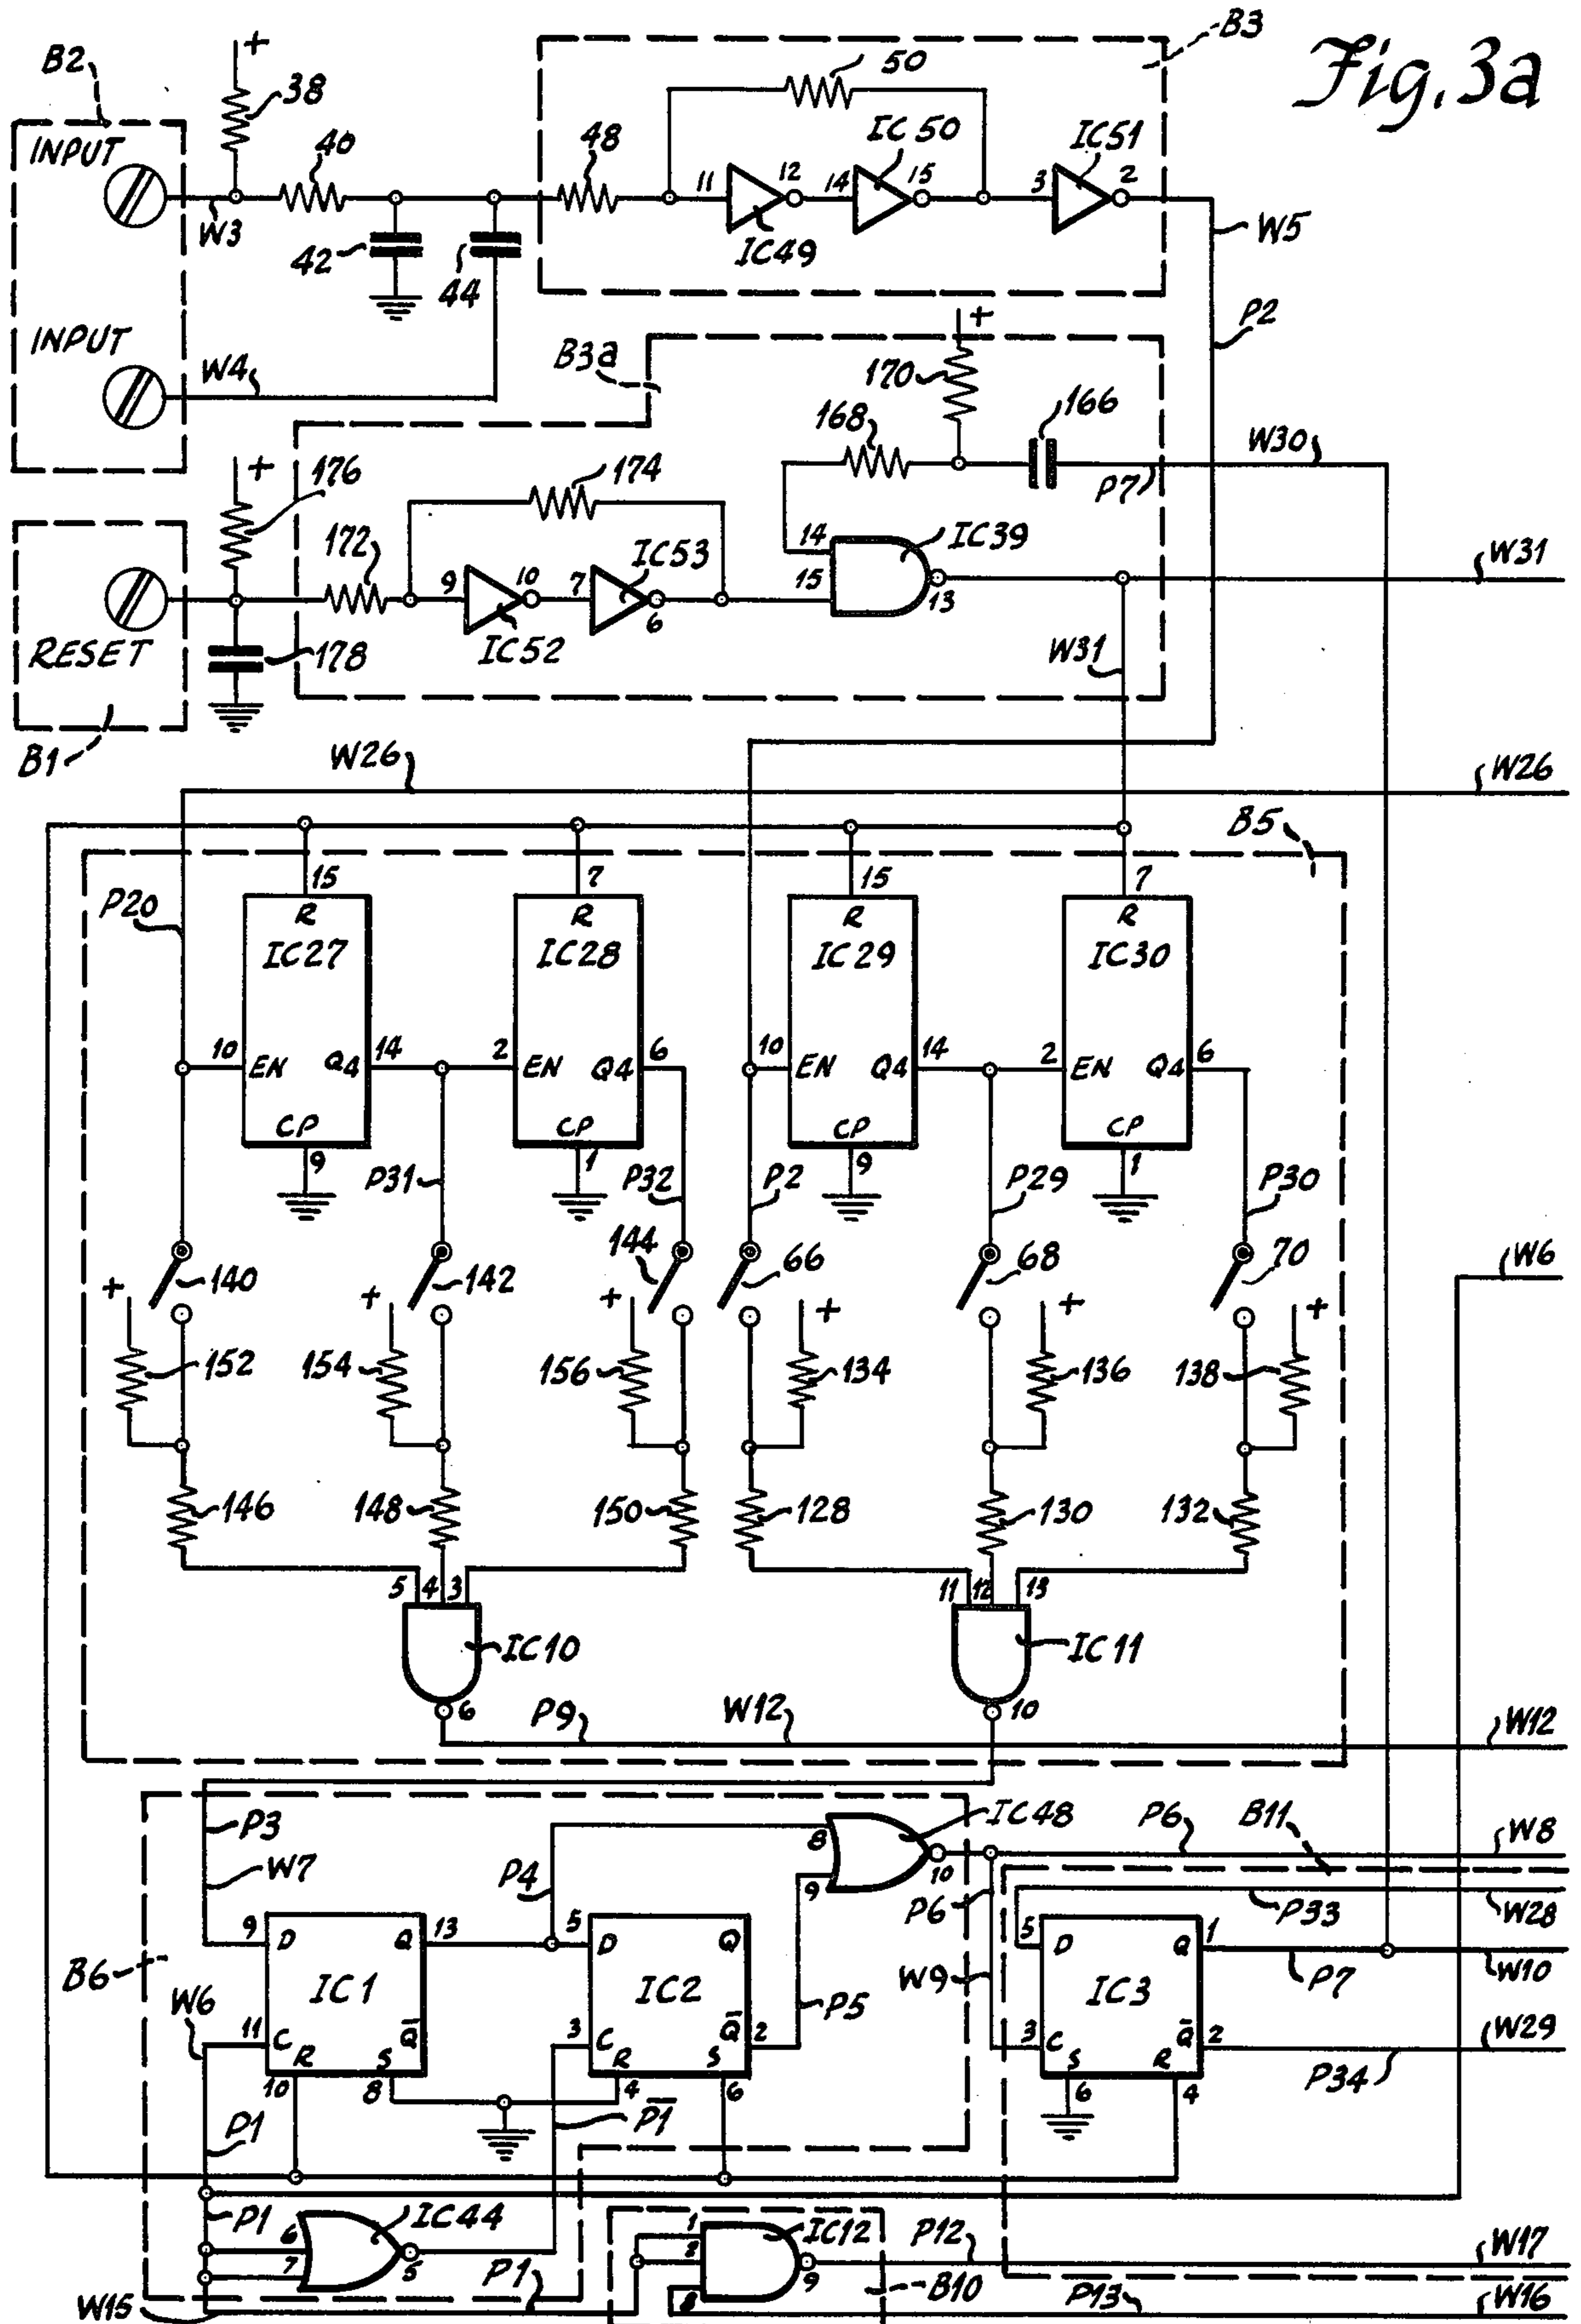 Fig. 3a
B2
+
38
B3
50
INPUT
40
48
IC50
IC51
11
12
14
15
3
2
W3
42
44
IC49
W5
P2
INPUT
W4
B3a
+
170
166
168
W30
P7
+
176
174
172
IC53
14
IC39
W31
9
10
7
6
15
13
IC52
RESET
178
W31
B1
W26
W26
B5
15
7
15
7
P20
R
R
R
R
IC27
IC28
IC29
IC30
10
EN
Q4
14
2
EN
Q4
6
10
EN
Q4
14
2
EN
Q4
6
CP
CP
CP
CP
9
1
9
1
P31
P32
P2
P29
P30
140
142
144
66
68
70
W6
+
+
+
+
+
+
152
154
156
134
136
138
146
148
150
128
130
132
5
4
3
11
12
13
IC10
IC11
6
10
P9
W12
W12
P3
IC48
P6
B11
W8
W7
P4
8
9
10
P6
P33
W28
9
D
Q
13
5
D
Q
5
D
Q
1
B6
IC1
IC2
P5
W9
IC3
P7
W10
W6
11
C
R
S
Q̅
3
C
R
S
Q̅
2
3
C
S
R
Q̅
2
W29
10
8
4
6
6
4
P34
P1
P̅1̅
P1
6
7
IC44
5
1
2
8
IC12
9
P12
W17
W15
P1
B10
P13
W16